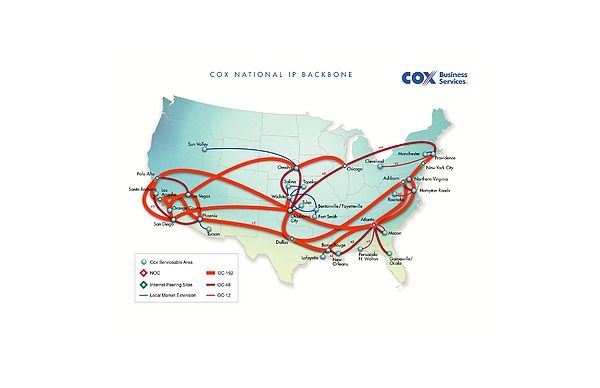 COX NATIONAL IP BACKBONE
COX Business Services
Sun Valley
Manchester
Cleveland
Providence
Palo Alto
Omaha
Chicago
New York City
Santa Barbara
Los Angeles
Las Vegas
Salina
Topeka
Ashburn
Northern Virginia
Wichita
Roanoke
Hampton Roads
Orange County
Tulsa
Bentonville / Fayetteville
San Diego
Phoenix
Oklahoma City
Fort Smith
Atlanta
Tucson
Macon
Dallas
Baton Rouge
Lafayette
New Orleans
Pensacola
Ft. Walton
Gainesville/
Ocala
Cox Serviceable Area
NOC
Internet Peering Sites
Local Market Extension
OC-192
OC-48
OC-12